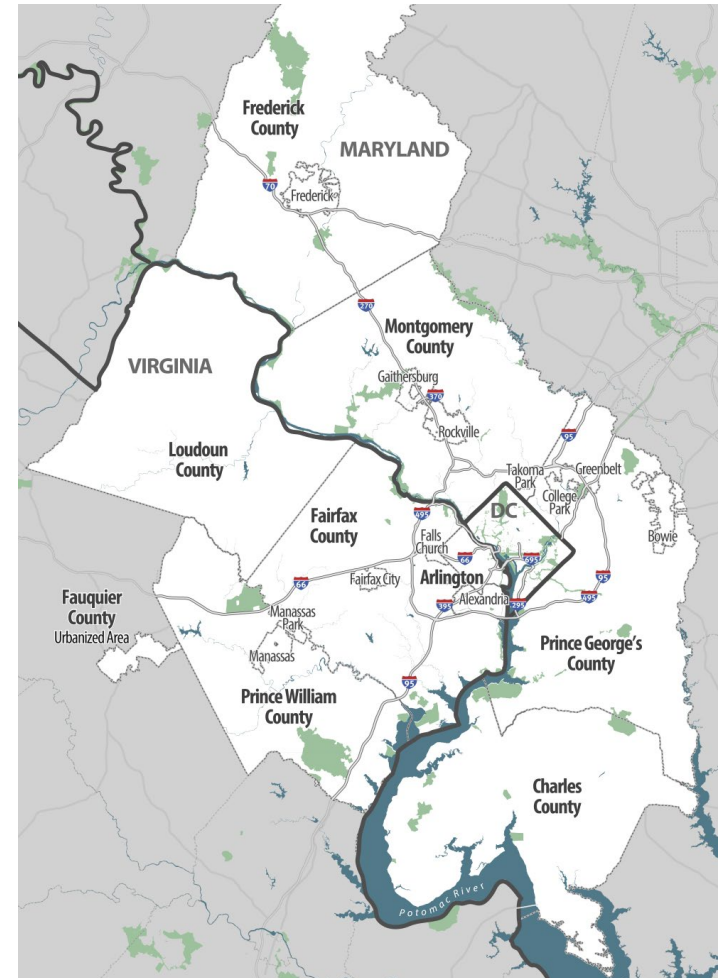 Frederick
County
MARYLAND
70
Frederick
270
Montgomery
County
VIRGINIA
Gaithersburg
370
Rockville
95
Loudoun
County
Takoma
Park
Greenbelt
College
Park
DC
Bowie
Fairfax
County
495
Falls
Church
66
695
Fairfax City
Arlington
95
66
Alexandria
395
295
495
Fauquier
County
Urbanized Area
Manassas
Park
Manassas
Prince George's
County
95
Prince William
County
Charles
County
Potomac River